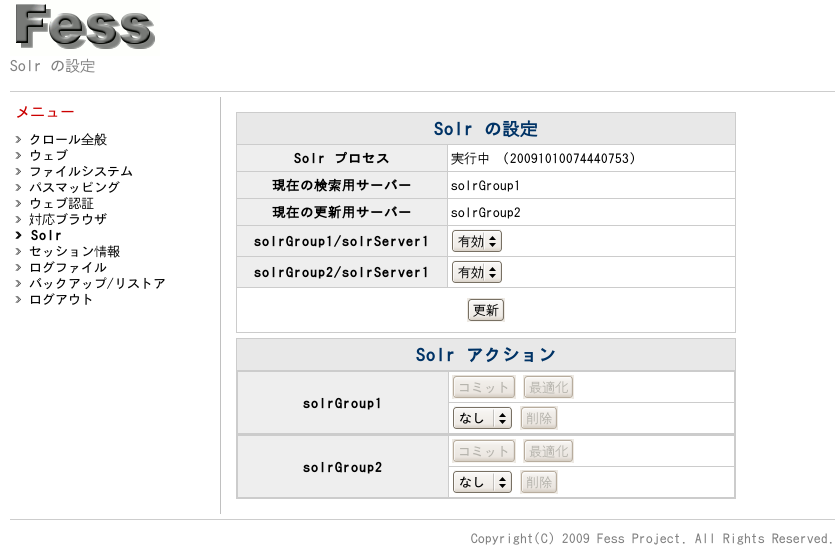 Fess
Solr の設定
メニュー
クロール全般
ウェブ
ファイルシステム
パスマッピング
ウェブ認証
対応ブラウザ
Solr
セッション情報
ログファイル
バックアップ/リストア
ログアウト
Solr の設定
Solr プロセス 実行中 (20091010074440753)
現在の検索用サーバー solrGroup1
現在の更新用サーバー solrGroup2
solrGroup1/solrServer1 有効
solrGroup2/solrServer1 有効
更新
Solr アクション
solrGroup1
コミット 最適化
なし 削除
solrGroup2
コミット 最適化
なし 削除
Copyright(C) 2009 Fess Project. All Rights Reserved.